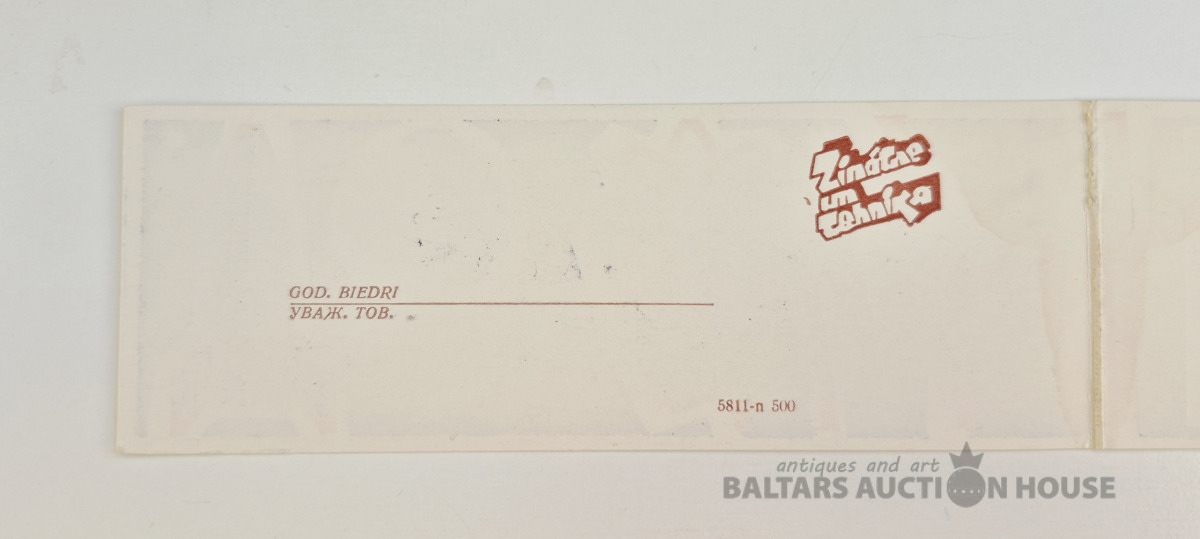 Zinātne
un
tehnika
GOD. BIEDRI
УВАЖ. ТОВ.
5811-n 500
antiques and art
BALTARS AUCTION HOUSE